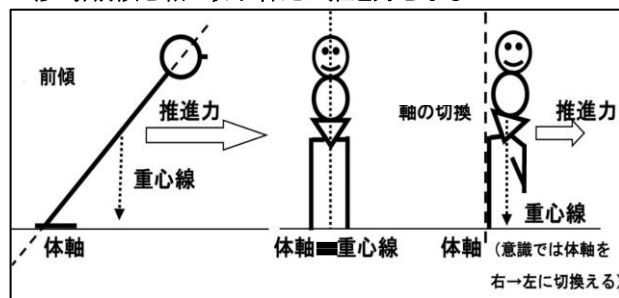 前傾
推進力
重心線
体軸
体軸＝重心線
軸の切換
推進力
重心線
体軸
（意識では体軸を
右→左に切換える）